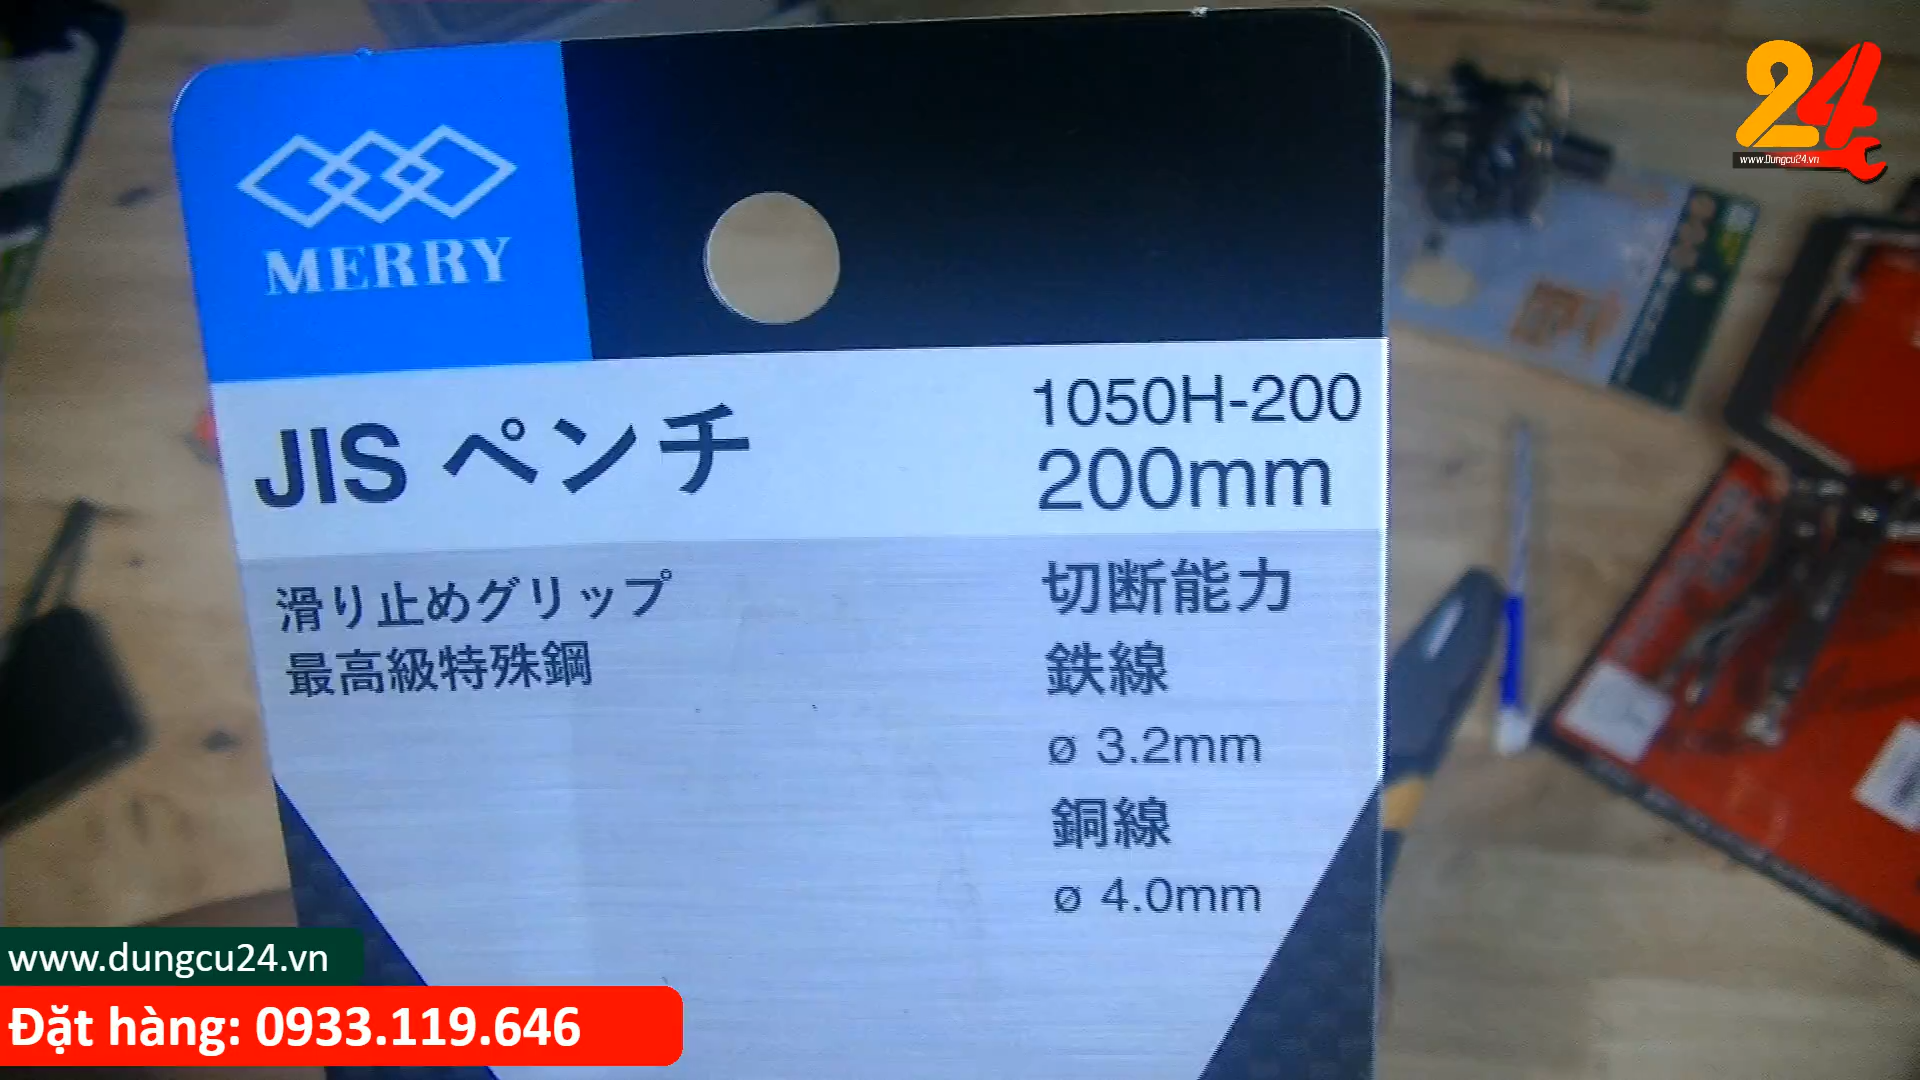 24
www.Dungcu24.vn
MERRY
JIS ペンチ
1050H-200
200mm
滑り止めグリップ
最高級特殊鋼
切断能力
鉄線
ø 3.2mm
銅線
ø 4.0mm
www.dungcu24.vn
Đặt hàng: 0933.119.646